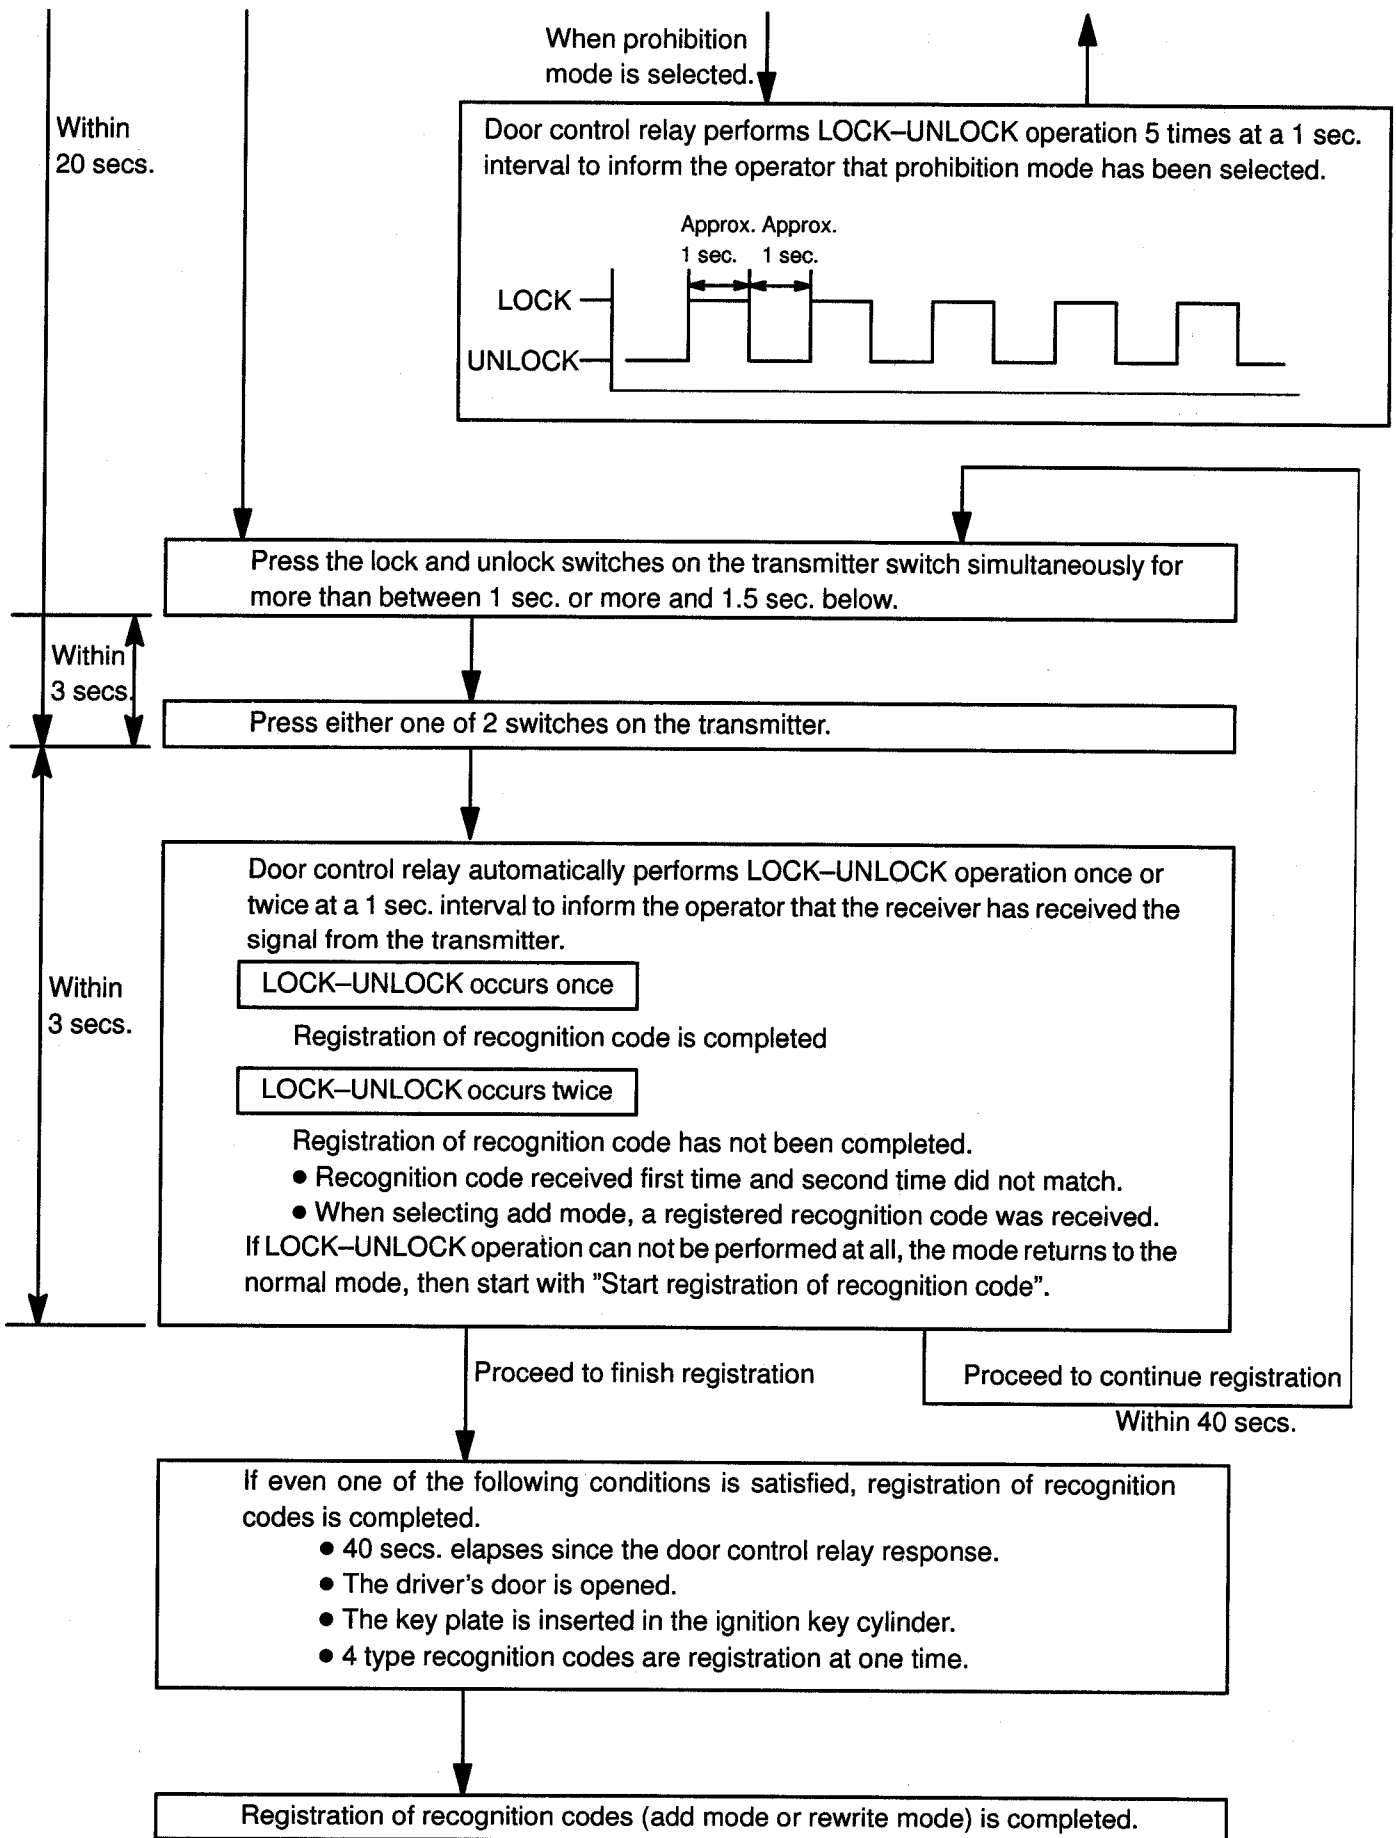 When prohibition
mode is selected.
Within
20 secs.
Door control relay performs LOCK–UNLOCK operation 5 times at a 1 sec.
interval to inform the operator that prohibition mode has been selected.
Approx. Approx.
1 sec. 1 sec.
LOCK
UNLOCK
Press the lock and unlock switches on the transmitter switch simultaneously for
more than between 1 sec. or more and 1.5 sec. below.
Within
3 secs.
Press either one of 2 switches on the transmitter.
Door control relay automatically performs LOCK–UNLOCK operation once or
twice at a 1 sec. interval to inform the operator that the receiver has received the
signal from the transmitter.
LOCK–UNLOCK occurs once
Within
3 secs.
Registration of recognition code is completed
LOCK–UNLOCK occurs twice
Registration of recognition code has not been completed.
● Recognition code received first time and second time did not match.
● When selecting add mode, a registered recognition code was received.
If LOCK–UNLOCK operation can not be performed at all, the mode returns to the
normal mode, then start with ”Start registration of recognition code”.
Proceed to finish registration
Proceed to continue registration
Within 40 secs.
If even one of the following conditions is satisfied, registration of recognition
codes is completed.
● 40 secs. elapses since the door control relay response.
● The driver's door is opened.
● The key plate is inserted in the ignition key cylinder.
● 4 type recognition codes are registration at one time.
Registration of recognition codes (add mode or rewrite mode) is completed.